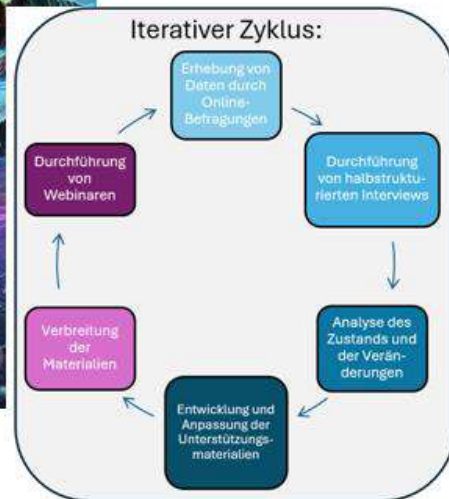 Iterativer Zyklus:
Erhebung von
Daten durch
Online-
Befragungen
Durchführung
von halbstruktu-
rierten Interviews
Analyse des
Zustands und
der Verän-
derungen
Entwicklung und
Anpassung der
Unterstützungs-
materialien
Verbreitung
der
Materialien
Durchführung
von
Webinaren